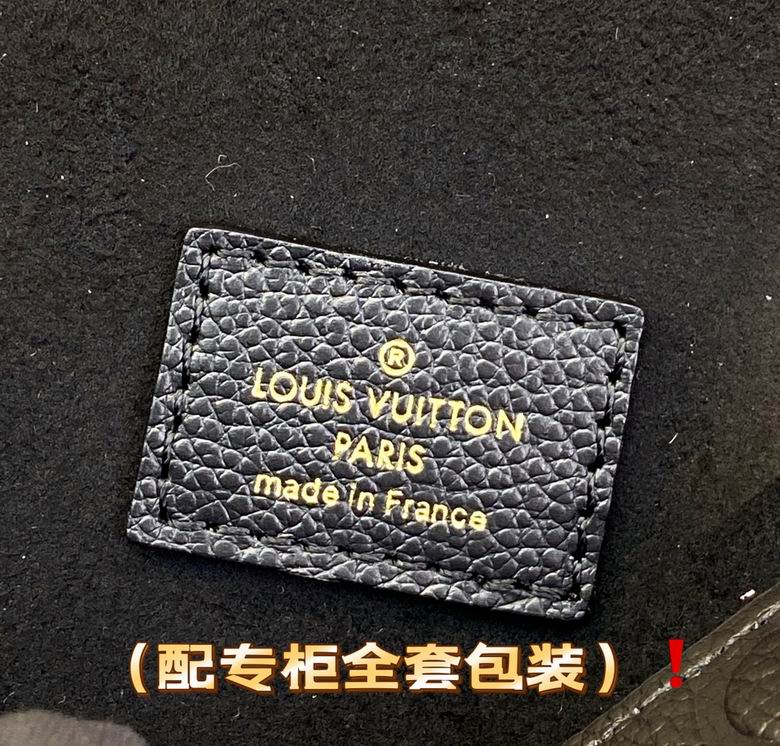 ®
LOUIS VUITTON
PARIS
made in France
（配专柜全套包装）❗